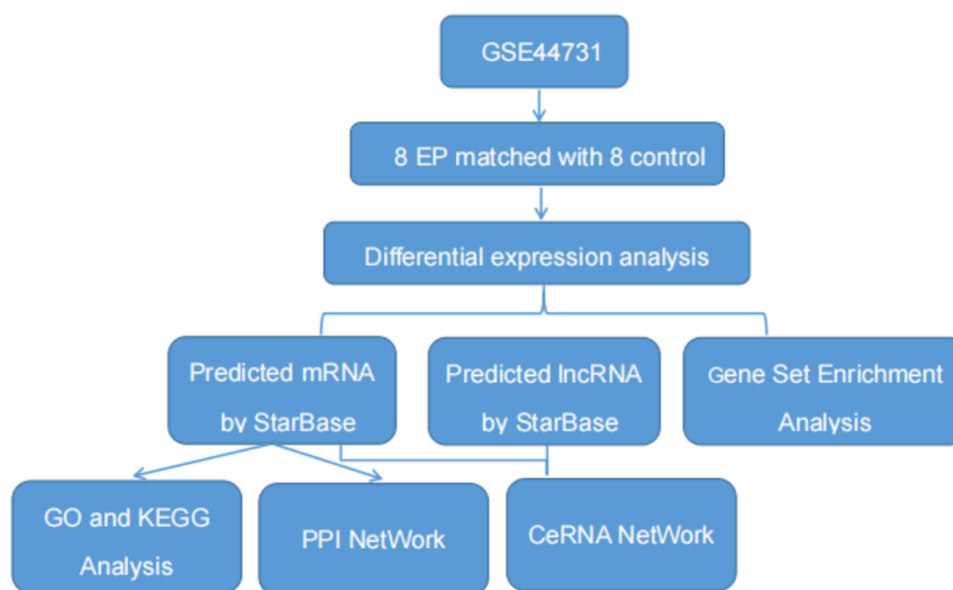 GSE44731
8 EP matched with 8 control
Differential expression analysis
Predicted mRNA
by StarBase
Predicted lncRNA
by StarBase
Gene Set Enrichment
Analysis
GO and KEGG
Analysis
PPI NetWork
CeRNA NetWork